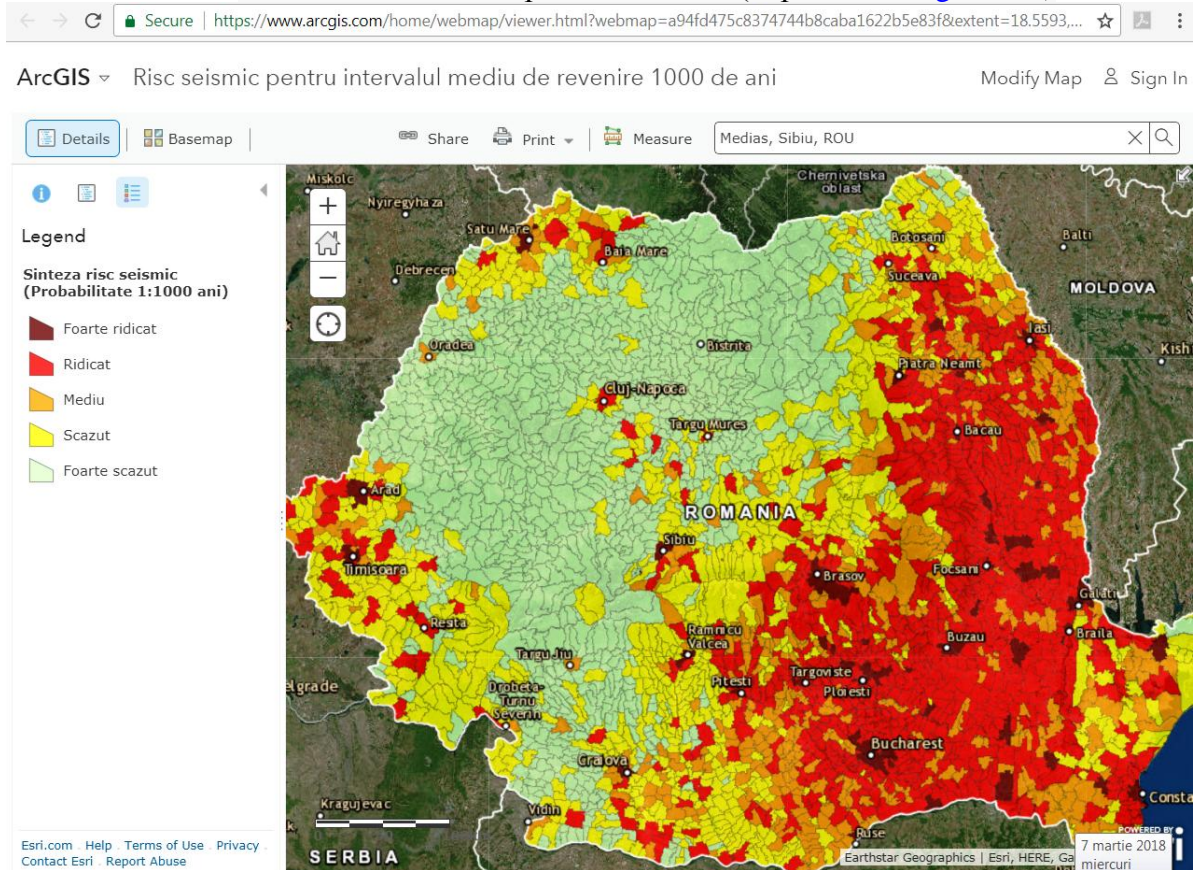 Secure https://www.arcgis.com/home/webmap/viewer.html?webmap=a94fd475c8374744b8caba1622b5e83f&extent=18.5593,...
ArcGIS Risc seismic pentru intervalul mediu de revenire 1000 de ani Modify Map Sign In
Details Basemap Share Print Measure Medias, Sibiu, ROU
Legend
Sinteza risc seismic
(Probabilitate 1:1000 ani)
Foarte ridicat
Ridicat
Mediu
Scazut
Foarte scazut
Esri.com . Help . Terms of Use . Privacy .
Contact Esri . Report Abuse
Miskolc
Chernivetska
oblast
Nyiregyhaza
Satu Mare
Botosani
Balti
Baia Mare
Debrecen
Suceava
MOLDOVA
Iasi
Oradea
Bistrita
Kish
Piatra Neamt
Cluj-Napoca
Targu Mures
Bacau
Arad
ROMANIA
Sibiu
Timisoara
Brasov
Focsani
Galati
Resita
Ramnicu
Valcea
Buzau
Braila
Targu Jiu
Targoviste
elgrade
Drobeta-
Turnu
Severin
Pitesti
Ploiesti
Bucharest
Craiova
Consta
Kragujevac
Vidin
Ruse
SERBIA
POWERED BY
Earthstar Geographics | Esri, HERE, Ga
7 martie 2018
miercuri